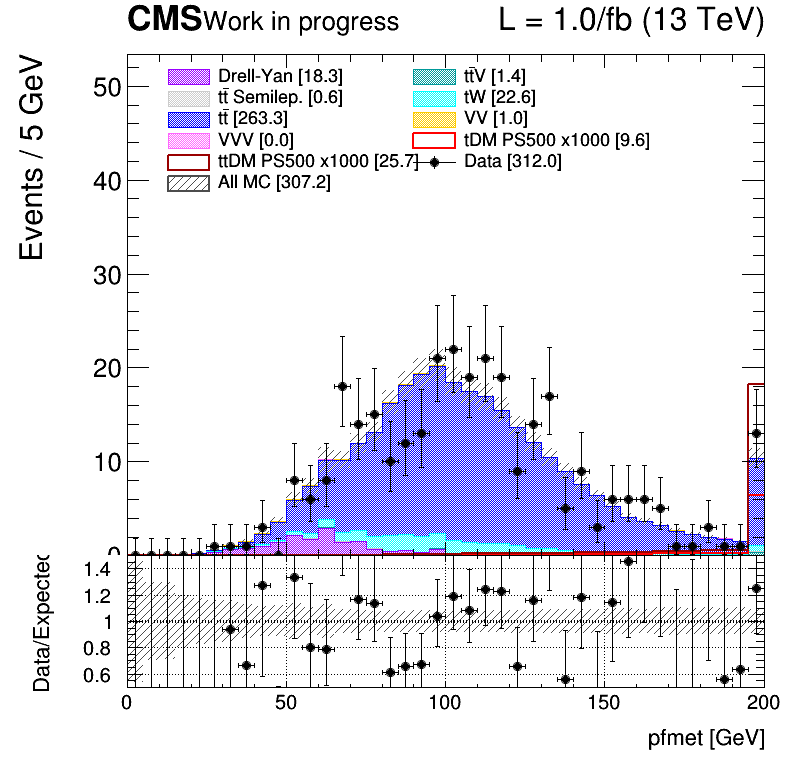 CMS Work in progress L = 1.0/fb (13 TeV)
Events / 5 GeV
50
40
30
20
10
0
Drell-Yan [18.3]
tt̄ Semilep. [0.6]
tt̄ [263.3]
VVV [0.0]
ttDM PS500 x1000 [25.7]
All MC [307.2]
tt̄V [1.4]
tW [22.6]
VV [1.0]
tDM PS500 x1000 [9.6]
Data [312.0]
Data/Expected
1.4
1.2
1
0.8
0.6
0 50 100 150 200
pfmet [GeV]